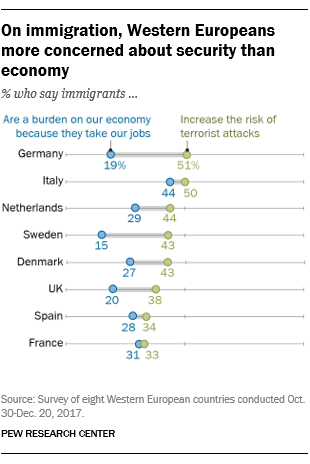 On immigration, Western Europeans
more concerned about security than
economy
% who say immigrants ...
Are a burden on our economy
because they take our jobs
Increase the risk of
terrorist attacks
Germany
19% 51%
Italy
44 50
Netherlands
29 44
Sweden
15 43
Denmark
27 43
UK
20 38
Spain
28 34
France
31 33
Source: Survey of eight Western European countries conducted Oct.
30-Dec. 20, 2017.
PEW RESEARCH CENTER